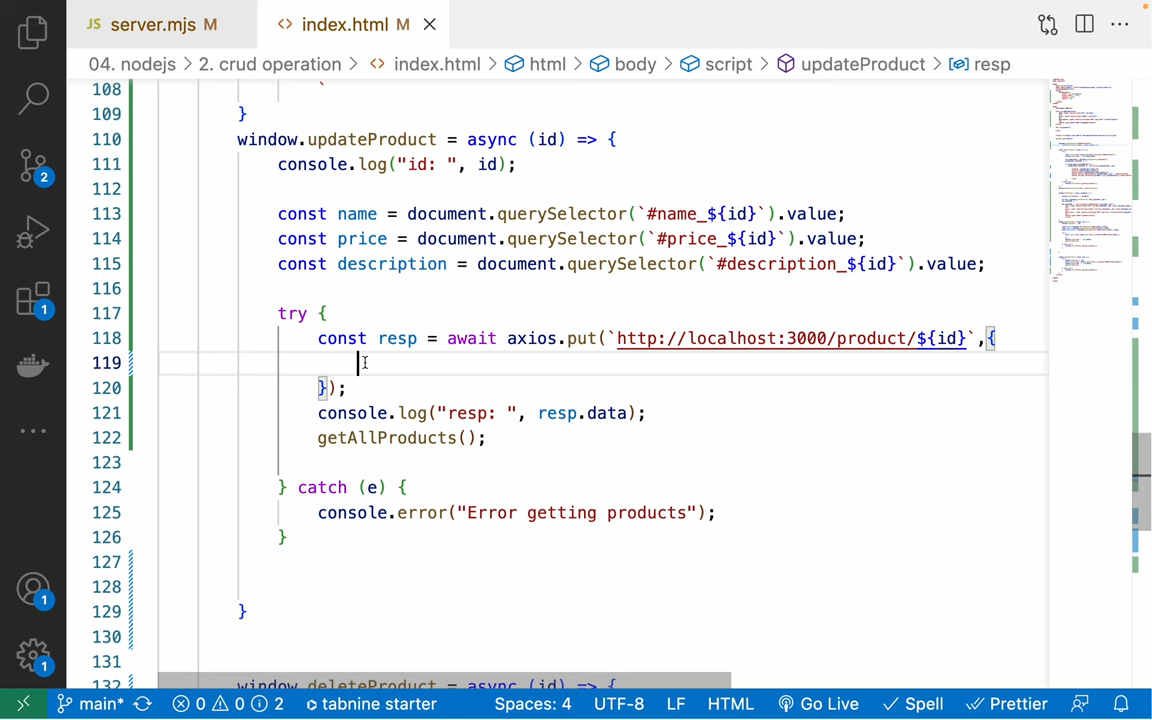 JS server.mjs M <> index.html M
04. nodejs > 2. crud operation > <> index.html > html > body > script > updateProduct > resp
108 `
109 }
110 window.updateProduct = async (id) => {
111 console.log("id: ", id);
112
113 const name = document.querySelector(`#name_${id}`).value;
114 const price = document.querySelector(`#price_${id}`).value;
115 const description = document.querySelector(`#description_${id}`).value;
116
117 try {
118 const resp = await axios.put(`http://localhost:3000/product/${id}`,{
119
120 });
121 console.log("resp: ", resp.data);
122 getAllProducts();
123
124 } catch (e) {
125 console.error("Error getting products");
126 }
127
128
129 }
130
131
132 window.deleteProduct = async (id) => {
2
1
1
1
main* 0 0 2 tabnine starter Spaces: 4 UTF-8 LF HTML Go Live Spell Prettier